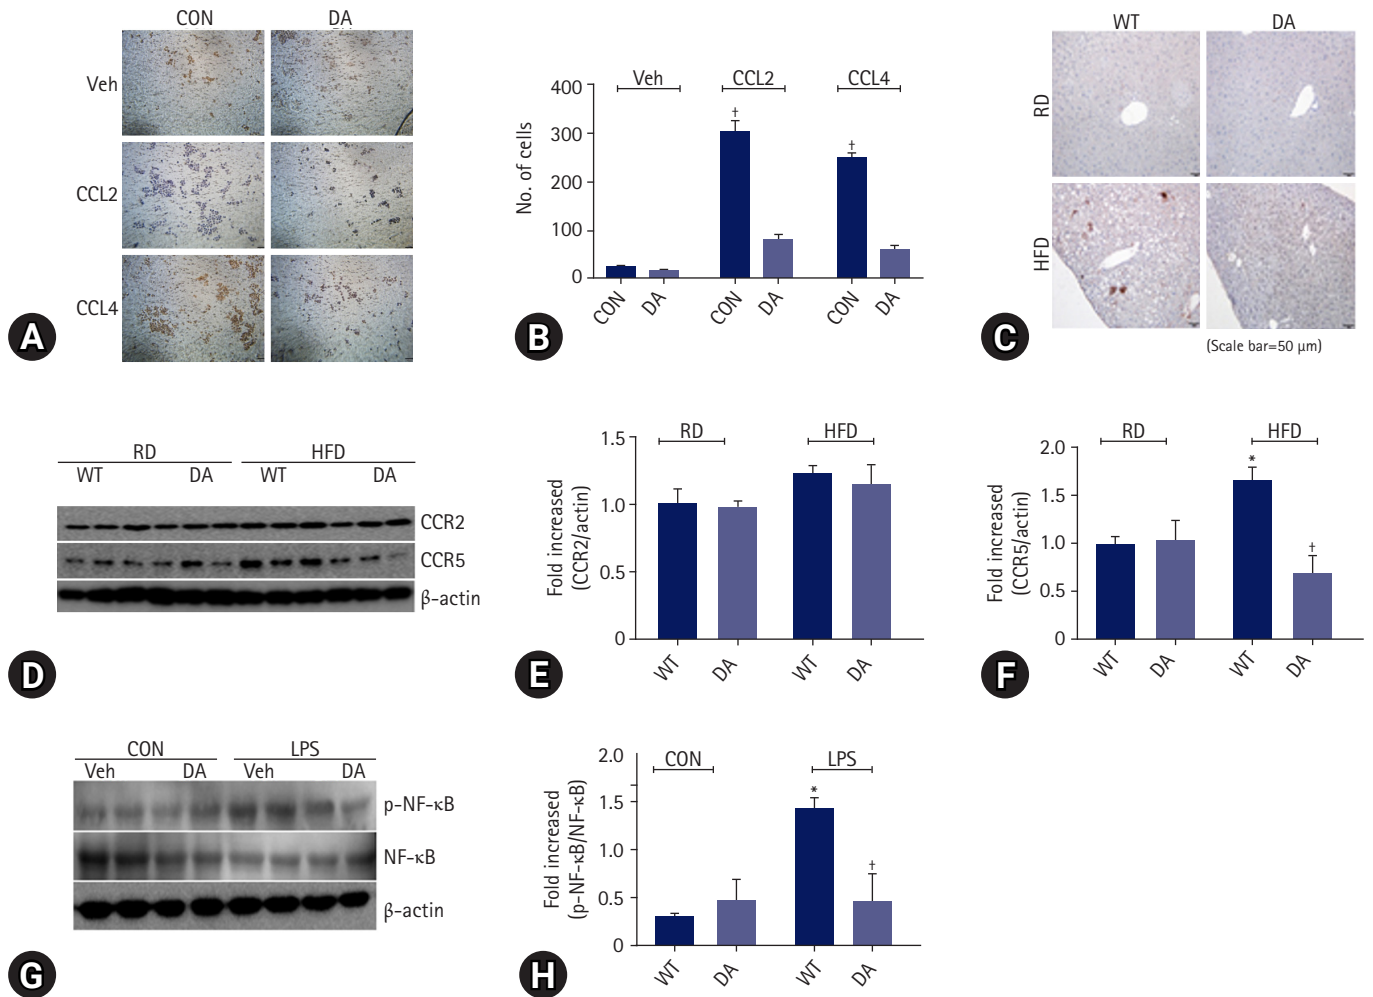 CON DA
Veh
CCL2
CCL4
A
Veh CCL2 CCL4
No. of cells
400
300
200
100
0
CON DA CON DA CON DA
B
WT DA
RD
HFD
(Scale bar=50 μm)
C
RD HFD
WT DA WT DA
CCR2
CCR5
β-actin
D
RD HFD
Fold increased
(CCR2/actin)
1.5
1.0
0.5
0
WT DA WT DA
E
RD HFD
Fold increased
(CCR5/actin)
2.0
1.5
1.0
0.5
0
*
†
WT DA WT DA
F
CON LPS
Veh DA Veh DA
p-NF-κB
NF-κB
β-actin
G
CON LPS
Fold increased
(p-NF-κB/NF-κB)
2.0
1.5
1.0
0.5
0
*
†
WT DA WT DA
H